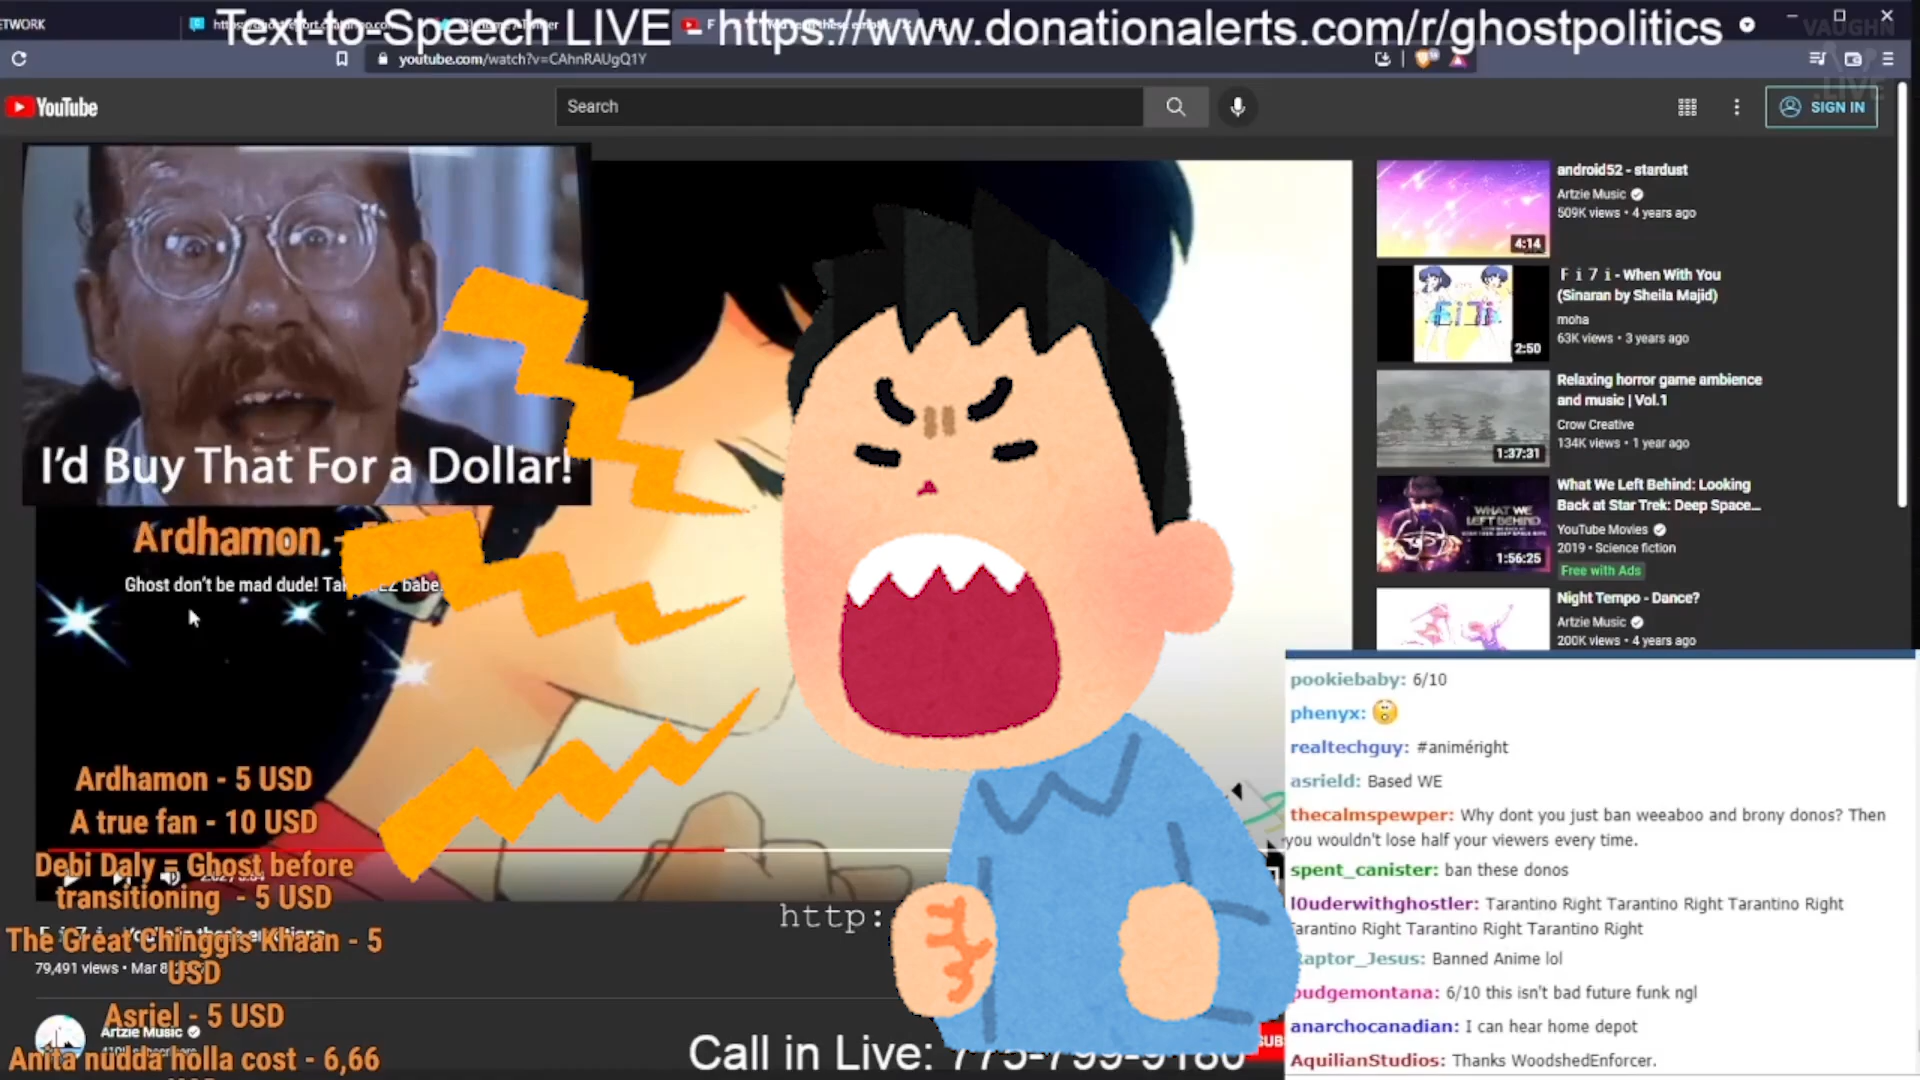 ETWORK
Text-to-Speech LIVE https://www.donationalerts.com/r/ghostpolitics
VAUGHN
LIVE
youtube.com/watch?v=CAhnRAUgQ1Y
YouTube
Search
SIGN IN
I'd Buy That For a Dollar!
Ardhamon -
Ghost don't be mad dude! EZ babe.
Ardhamon - 5 USD
A true fan - 10 USD
Debi Daly = Ghost before
transitioning - 5 USD
The Great Chinggis Khaan - 5
USD
79,491 views • Mar 8,
Asriel - 5 USD
Artzie Music
Anita nudda holla cost - 6,66
http:
Call in Live: 775-799-9180
android52 - stardust
Artzie Music
509K views • 4 years ago
4:14
F i 7 i - When With You
(Sinaran by Sheila Majid)
moha
63K views • 3 years ago
2:50
Relaxing horror game ambience
and music | Vol.1
Crow Creative
134K views • 1 year ago
1:37:31
What We Left Behind: Looking
Back at Star Trek: Deep Space...
YouTube Movies
2019 • Science fiction
Free with Ads
WHAT WE
LEFT BEHIND
1:56:25
Night Tempo - Dance?
Artzie Music
200K views • 4 years ago
pookiebaby: 6/10
phenyx:
realtechguy: #animéright
asrield: Based WE
thecalmspewper: Why dont you just ban weeaboo and brony donos? Then
you wouldn't lose half your viewers every time.
spent_canister: ban these donos
l0uderwithghostler: Tarantino Right Tarantino Right Tarantino Right
Tarantino Right Tarantino Right Tarantino Right
Raptor_Jesus: Banned Anime lol
pudgemontana: 6/10 this isn't bad future funk ngl
anarchocanadian: I can hear home depot
AquilianStudios: Thanks WoodshedEnforcer.